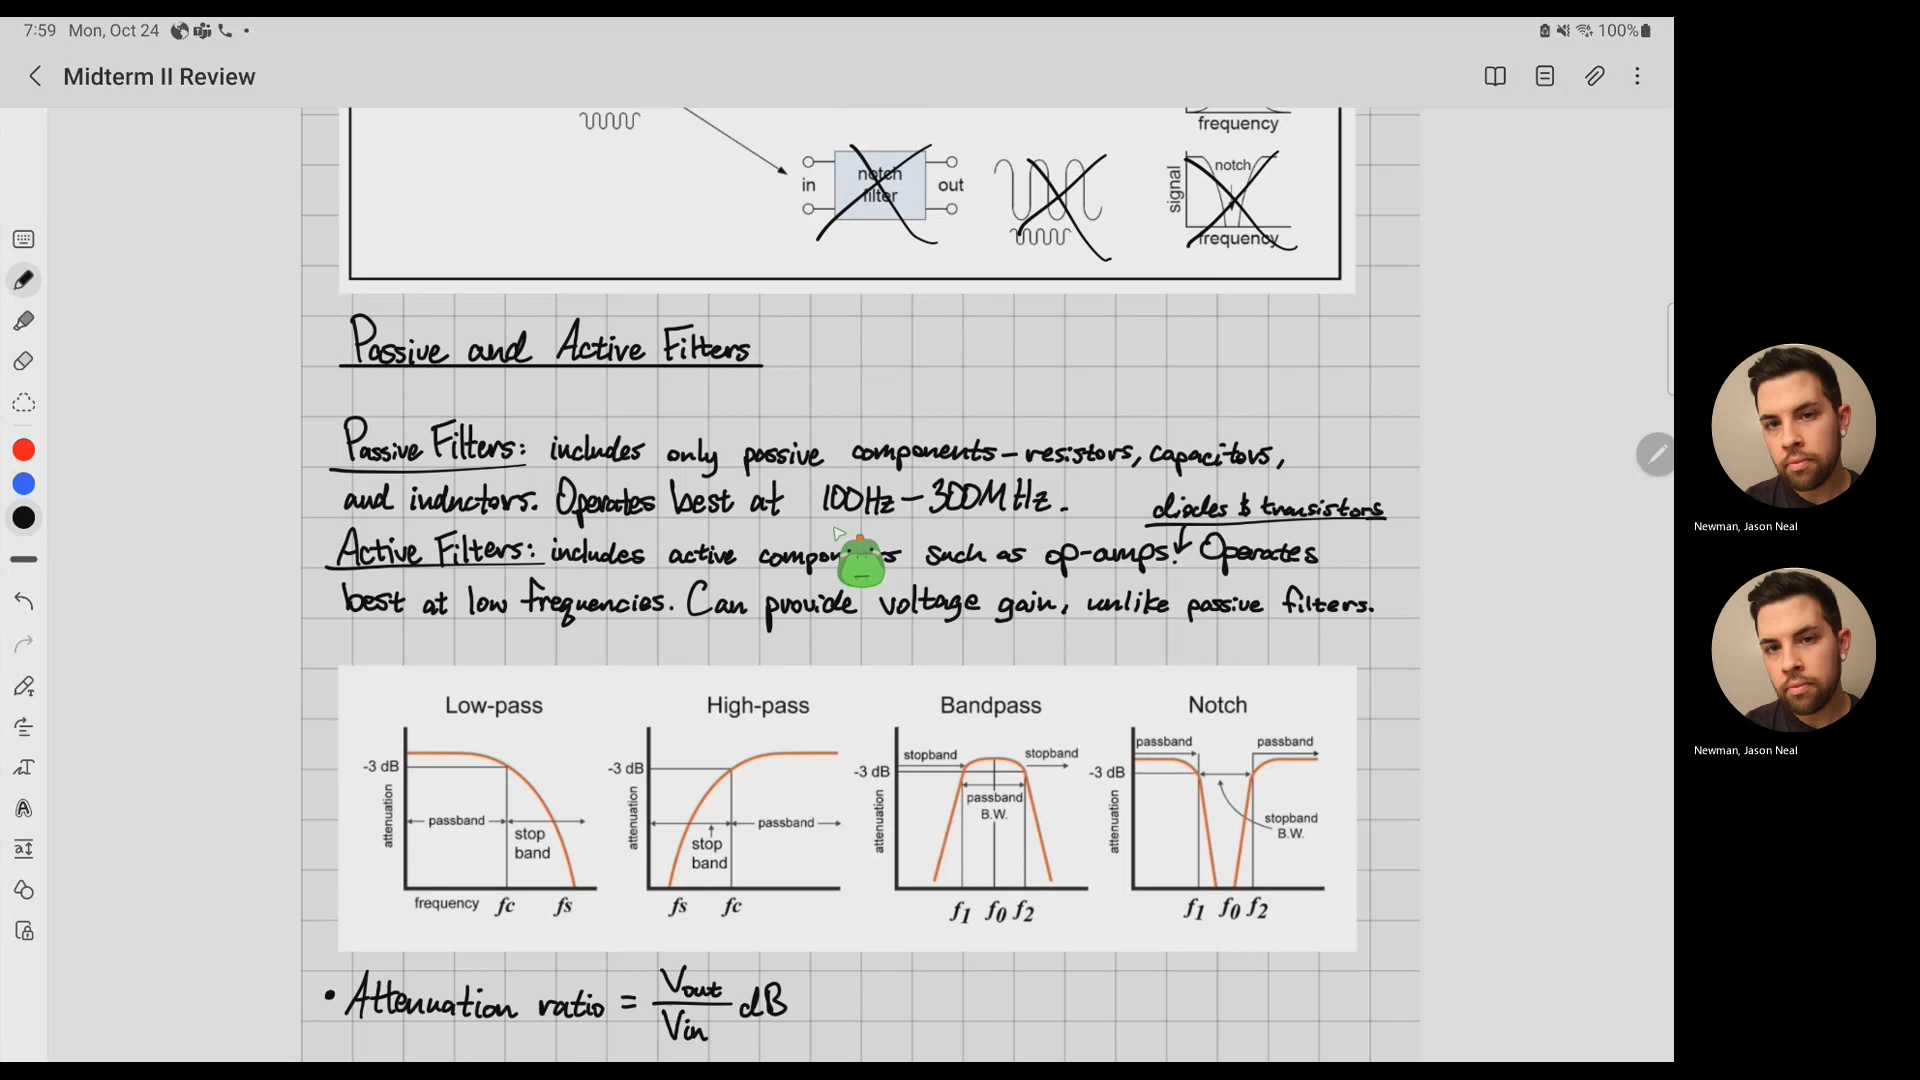 7:59 Mon, Oct 24
100%
Midterm II Review
frequency
in
notch
filter
out
signal
notch
frequency
Passive and Active Filters
Passive Filters: includes only passive components – resistors, capacitors,
and inductors. Operates best at 100Hz – 300MHz.
diodes & transistors
Active Filters: includes active components such as op-amps. Operates
best at low frequencies. Can provide voltage gain, unlike passive filters.
Low-pass
-3 dB
attenuation
passband
stop
band
frequency
fc
fs
High-pass
-3 dB
attenuation
passband
stop
band
fs
fc
Bandpass
stopband
stopband
-3 dB
attenuation
passband
B.W.
f1
f0
f2
Notch
passband
passband
-3 dB
attenuation
stopband
B.W.
f1
f0
f2
• Attenuation ratio = Vout/Vin dB
Newman, Jason Neal
Newman, Jason Neal